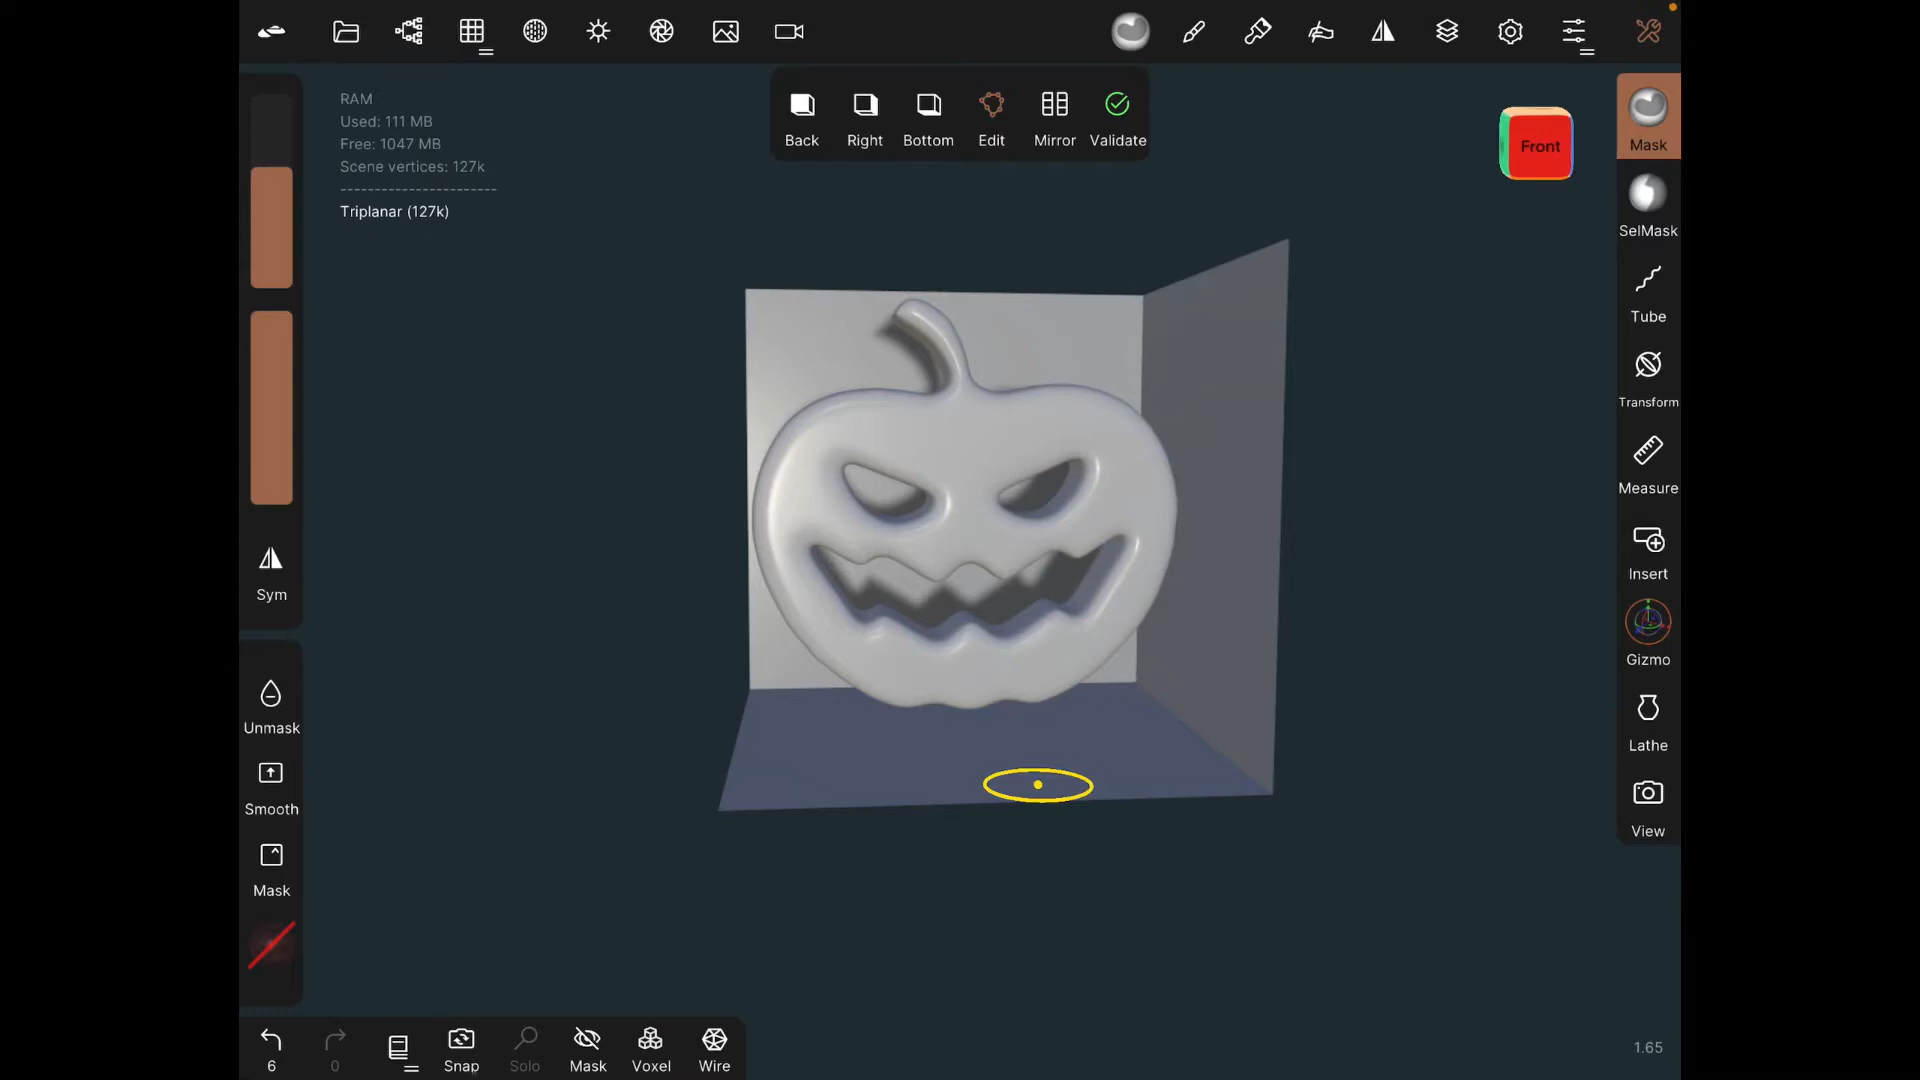 RAM
Used: 111 MB
Free: 1047 MB
Scene vertices: 127k
-----------------------
Triplanar (127k)
Back
Right
Bottom
Edit
Mirror
Validate
Front
Mask
SelMask
Tube
Transform
Measure
Insert
Gizmo
Lathe
View
Sym
Unmask
Smooth
Mask
6
0
Snap
Solo
Mask
Voxel
Wire
1.65